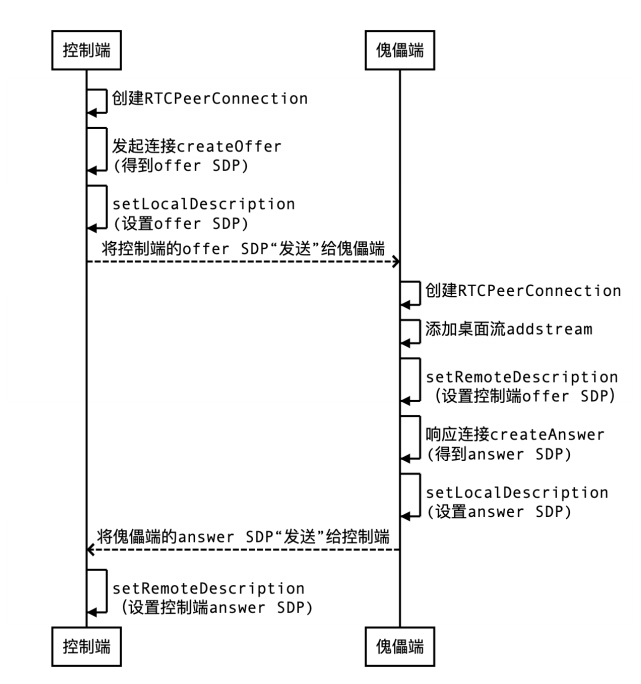 控制端
傀儡端
创建RTCPeerConnection
发起连接createOffer
(得到offer SDP)
setLocalDescription
(设置offer SDP)
将控制端的offer SDP“发送”给傀儡端
创建RTCPeerConnection
添加桌面流addstream
setRemoteDescription
（设置控制端offer SDP）
响应连接createAnswer
(得到answer SDP)
setLocalDescription
(设置answer SDP)
将傀儡端的answer SDP“发送”给控制端
setRemoteDescription
（设置控制端answer SDP)
控制端
傀儡端